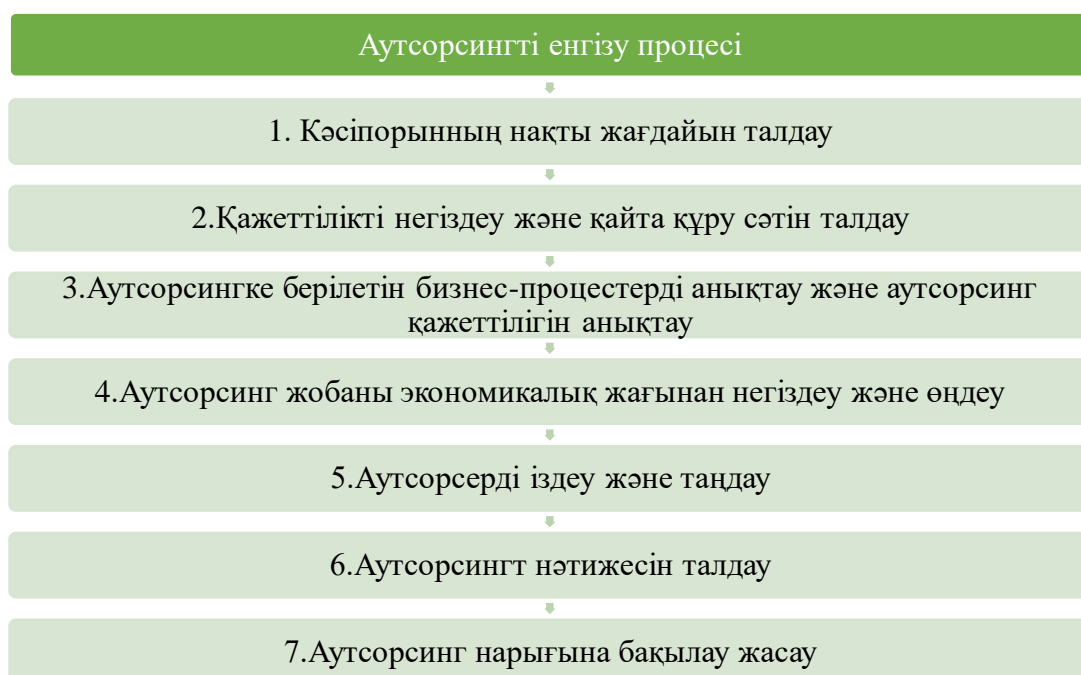 Аутсорсингті енгізу процесі
1. Кәсіпорынның нақты жағдайын талдау
2.Қажеттілікті негіздеу және қайта құру сәтін талдау
3.Аутсорсингке берілетін бизнес-процестерді анықтау және аутсорсинг
қажеттілігін анықтау
4.Аутсорсинг жобаны экономикалық жағынан негіздеу және өңдеу
5.Аутсорсерді іздеу және таңдау
6.Аутсорсингт нәтижесін талдау
7.Аутсорсинг нарығына бақылау жасау